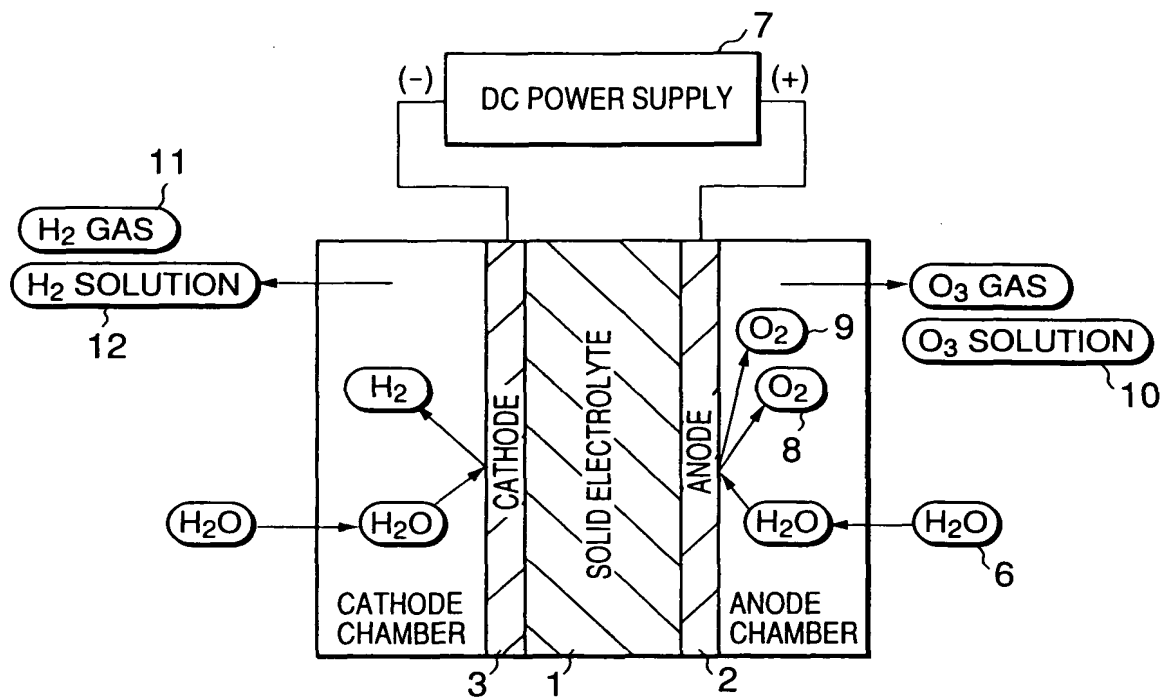 7
(-)
DC POWER SUPPLY
(+)
11
H2 GAS
H2 SOLUTION
12
O3 GAS
O3 SOLUTION
10
O2
9
O2
8
H2
H2O
H2O
H2O
H2O
6
CATHODE
SOLID ELECTROLYTE
ANODE
CATHODE
CHAMBER
ANODE
CHAMBER
3
1
2